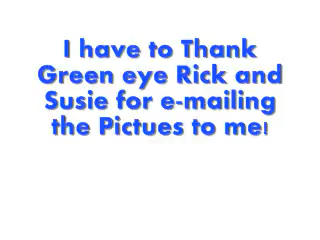 I have to Thank
Green eye Rick and
Susie for e-mailing
the Pictues to me!